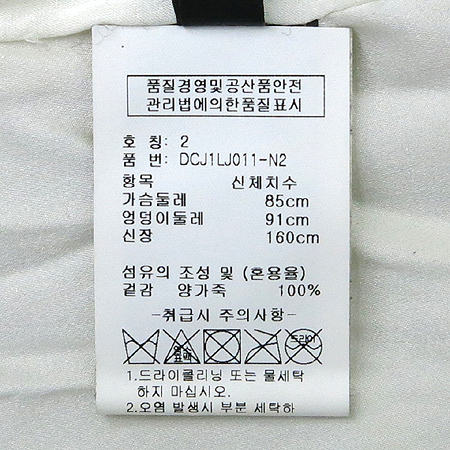 품질경영및공산품안전
관리법에의한품질표시
호 칭: 2
품 번: DCJ1LJ011-N2
항목 신체치수
가슴둘레 85cm
엉덩이둘레 91cm
신장 160cm
섬유의 조성 및 (혼용율)
겉감 양가죽 100%
-취급시 주의사항-
드라이
1.드라이클리닝 또는 물세탁
하지 마십시오.
2.오염 발생시 부분 세탁하